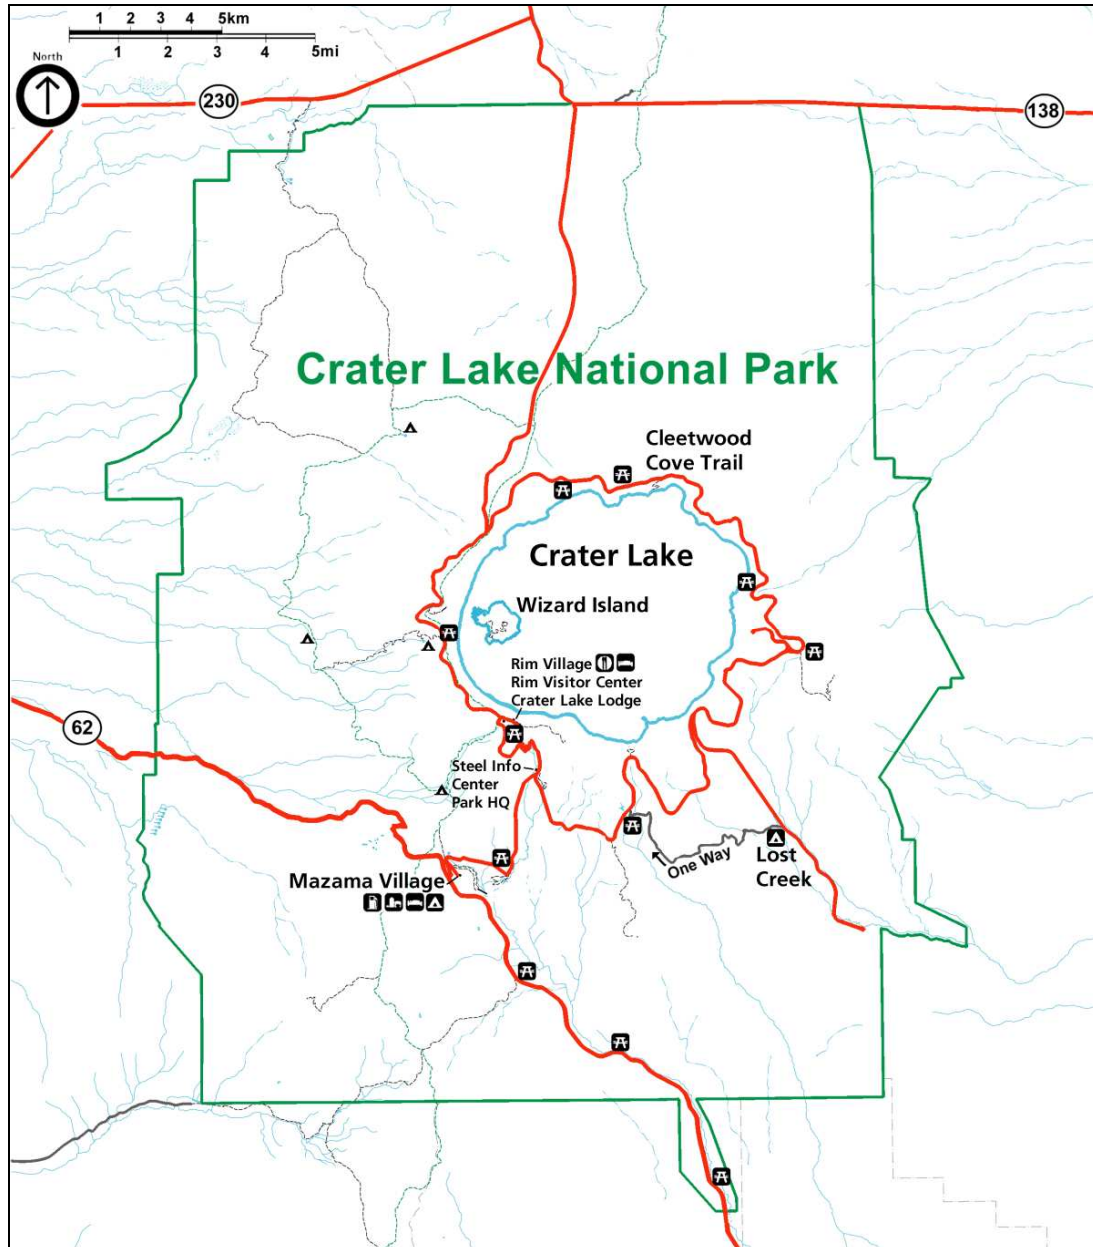 1 2 3 4 5km
1 2 3 4 5mi
North
230
138
Crater Lake National Park
Cleetwood
Cove Trail
Crater Lake
Wizard Island
Rim Village
Rim Visitor Center
Crater Lake Lodge
62
Steel Info
Center
Park HQ
One Way
Lost
Creek
Mazama Village